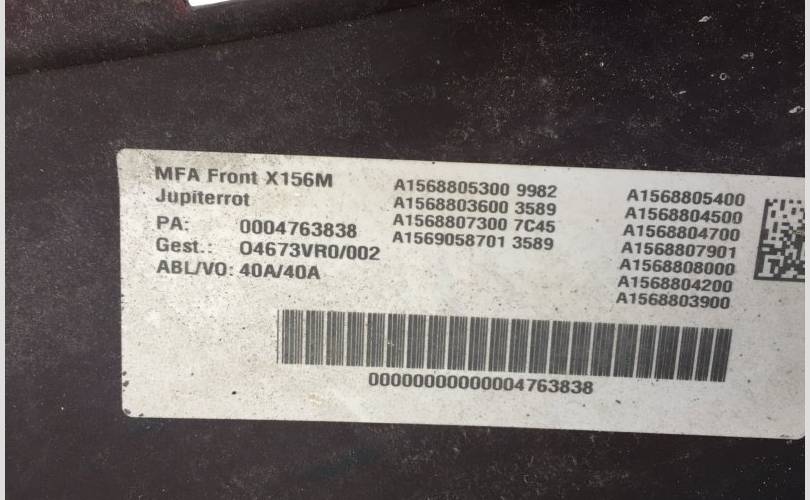 MFA Front X156M
Jupiterrot
PA: 0004763838
Gest.: O4673VR0/002
ABL/VO: 40A/40A
A1568805300 9982
A1568803600 3589
A1568807300 7C45
A1569058701 3589
A1568805400
A1568804500
A1568804700
A1568807901
A1568808000
A1568804200
A1568803900
00000000000004763838